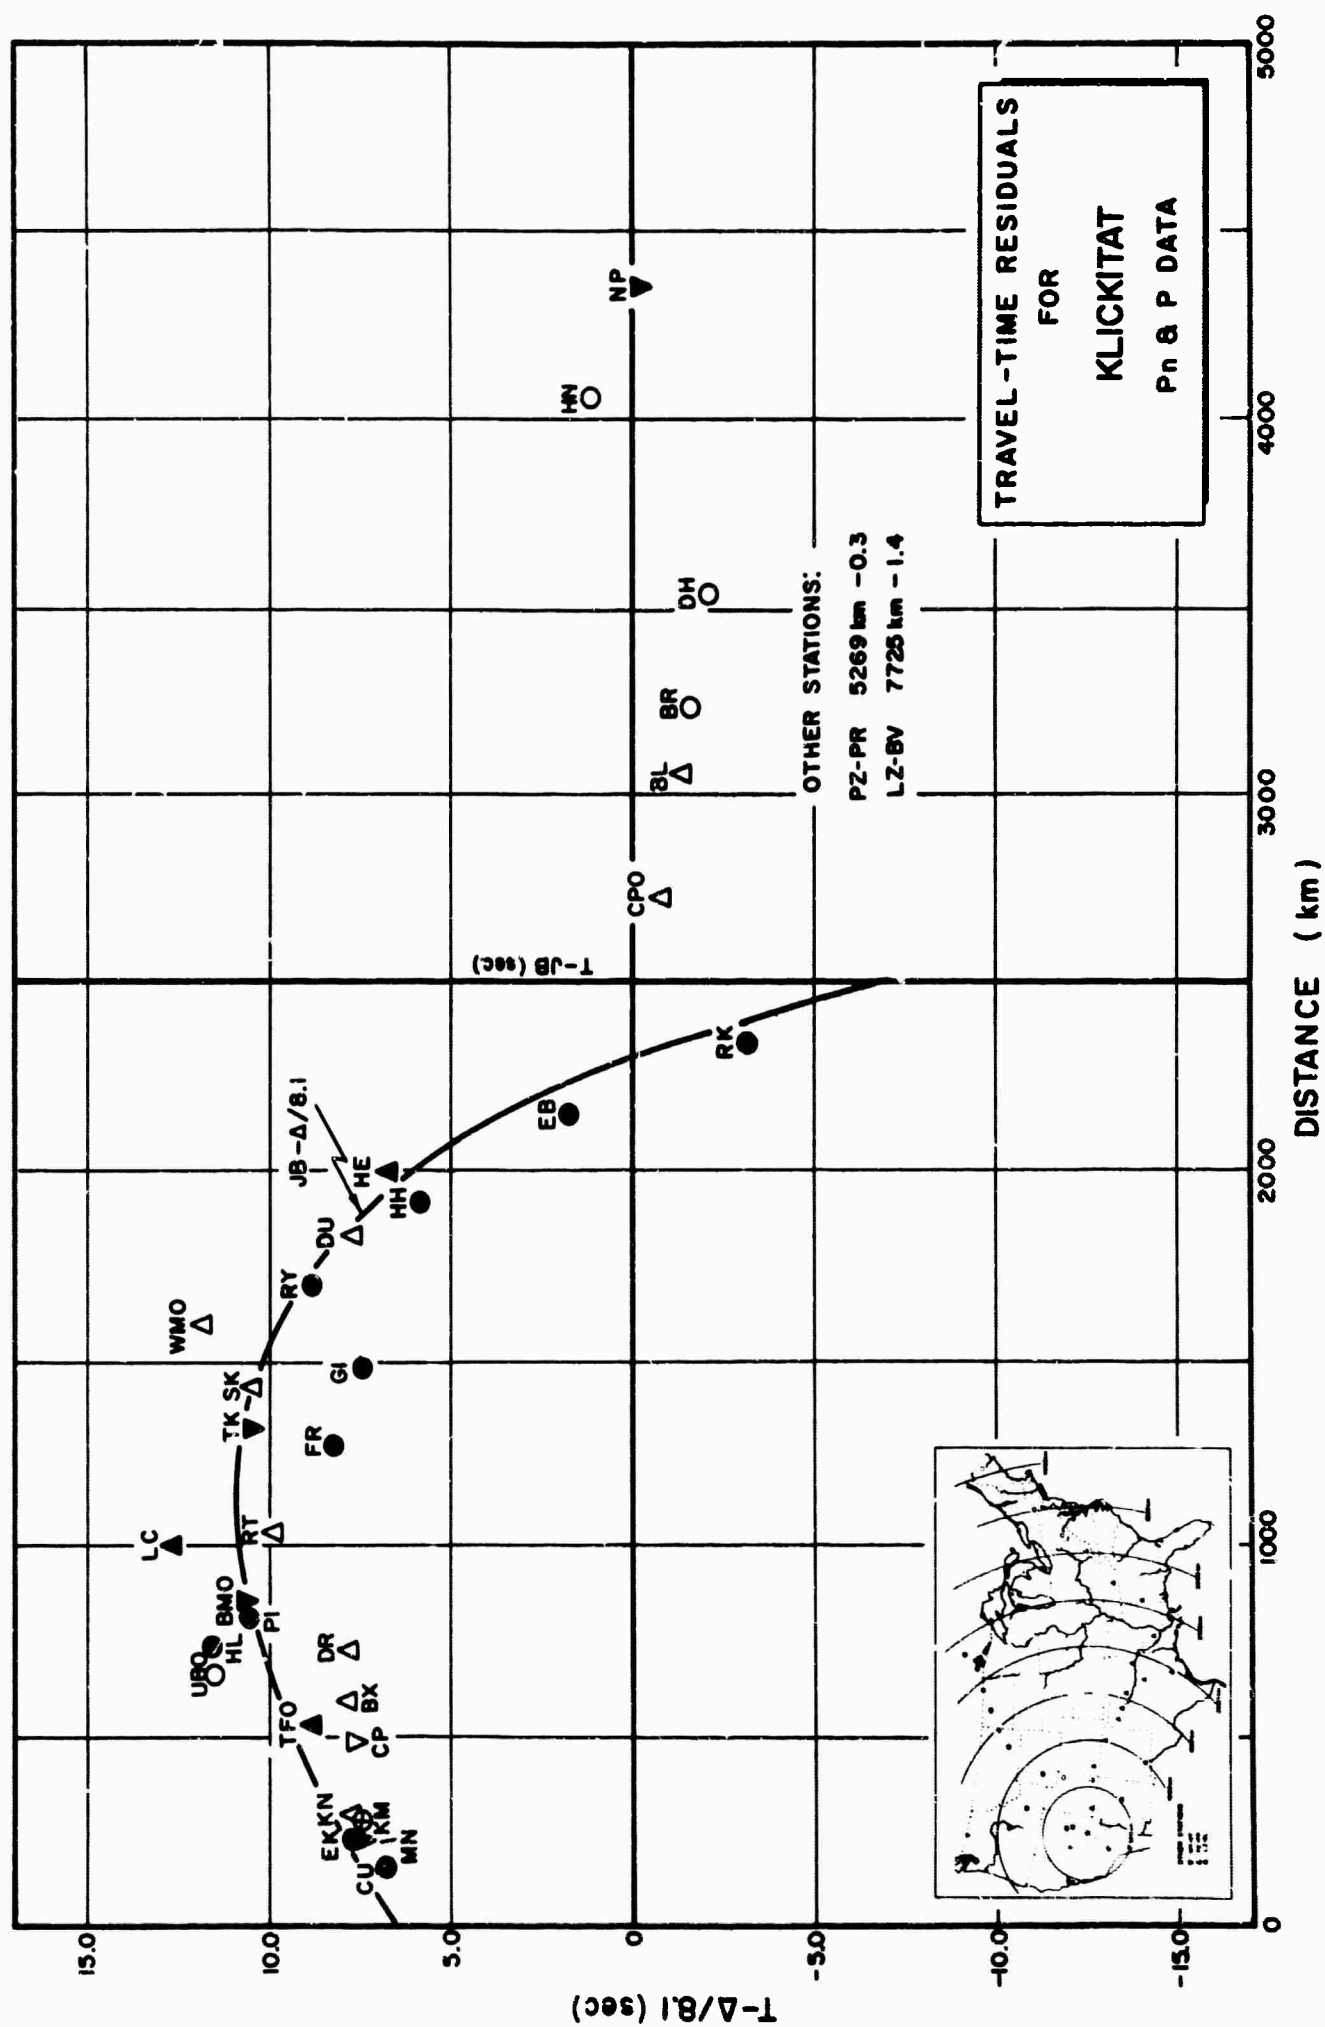 TRAVEL-TIME RESIDUALS
FOR
KLICKITAT
Pn & P DATA
T-Δ/8.1 (sec)
15.0
10.0
5.0
0
-5.0
-10.0
-15.0
0
1000
2000
3000
4000
5000
DISTANCE (km)
T-JB (sec)
JB-Δ/8.1
OTHER STATIONS:
PZ-PR 5269 km -0.3
LZ-BV 7725 km -1.4
CU
EK
KN
KM
MN
TFO
CP
BX
DR
UBO
HL
BMO
PI
LC
RT
FR
TK
SK
GI
WMO
RY
DU
HH
HE
EB
RK
CPO
BL
BR
DH
HN
NP